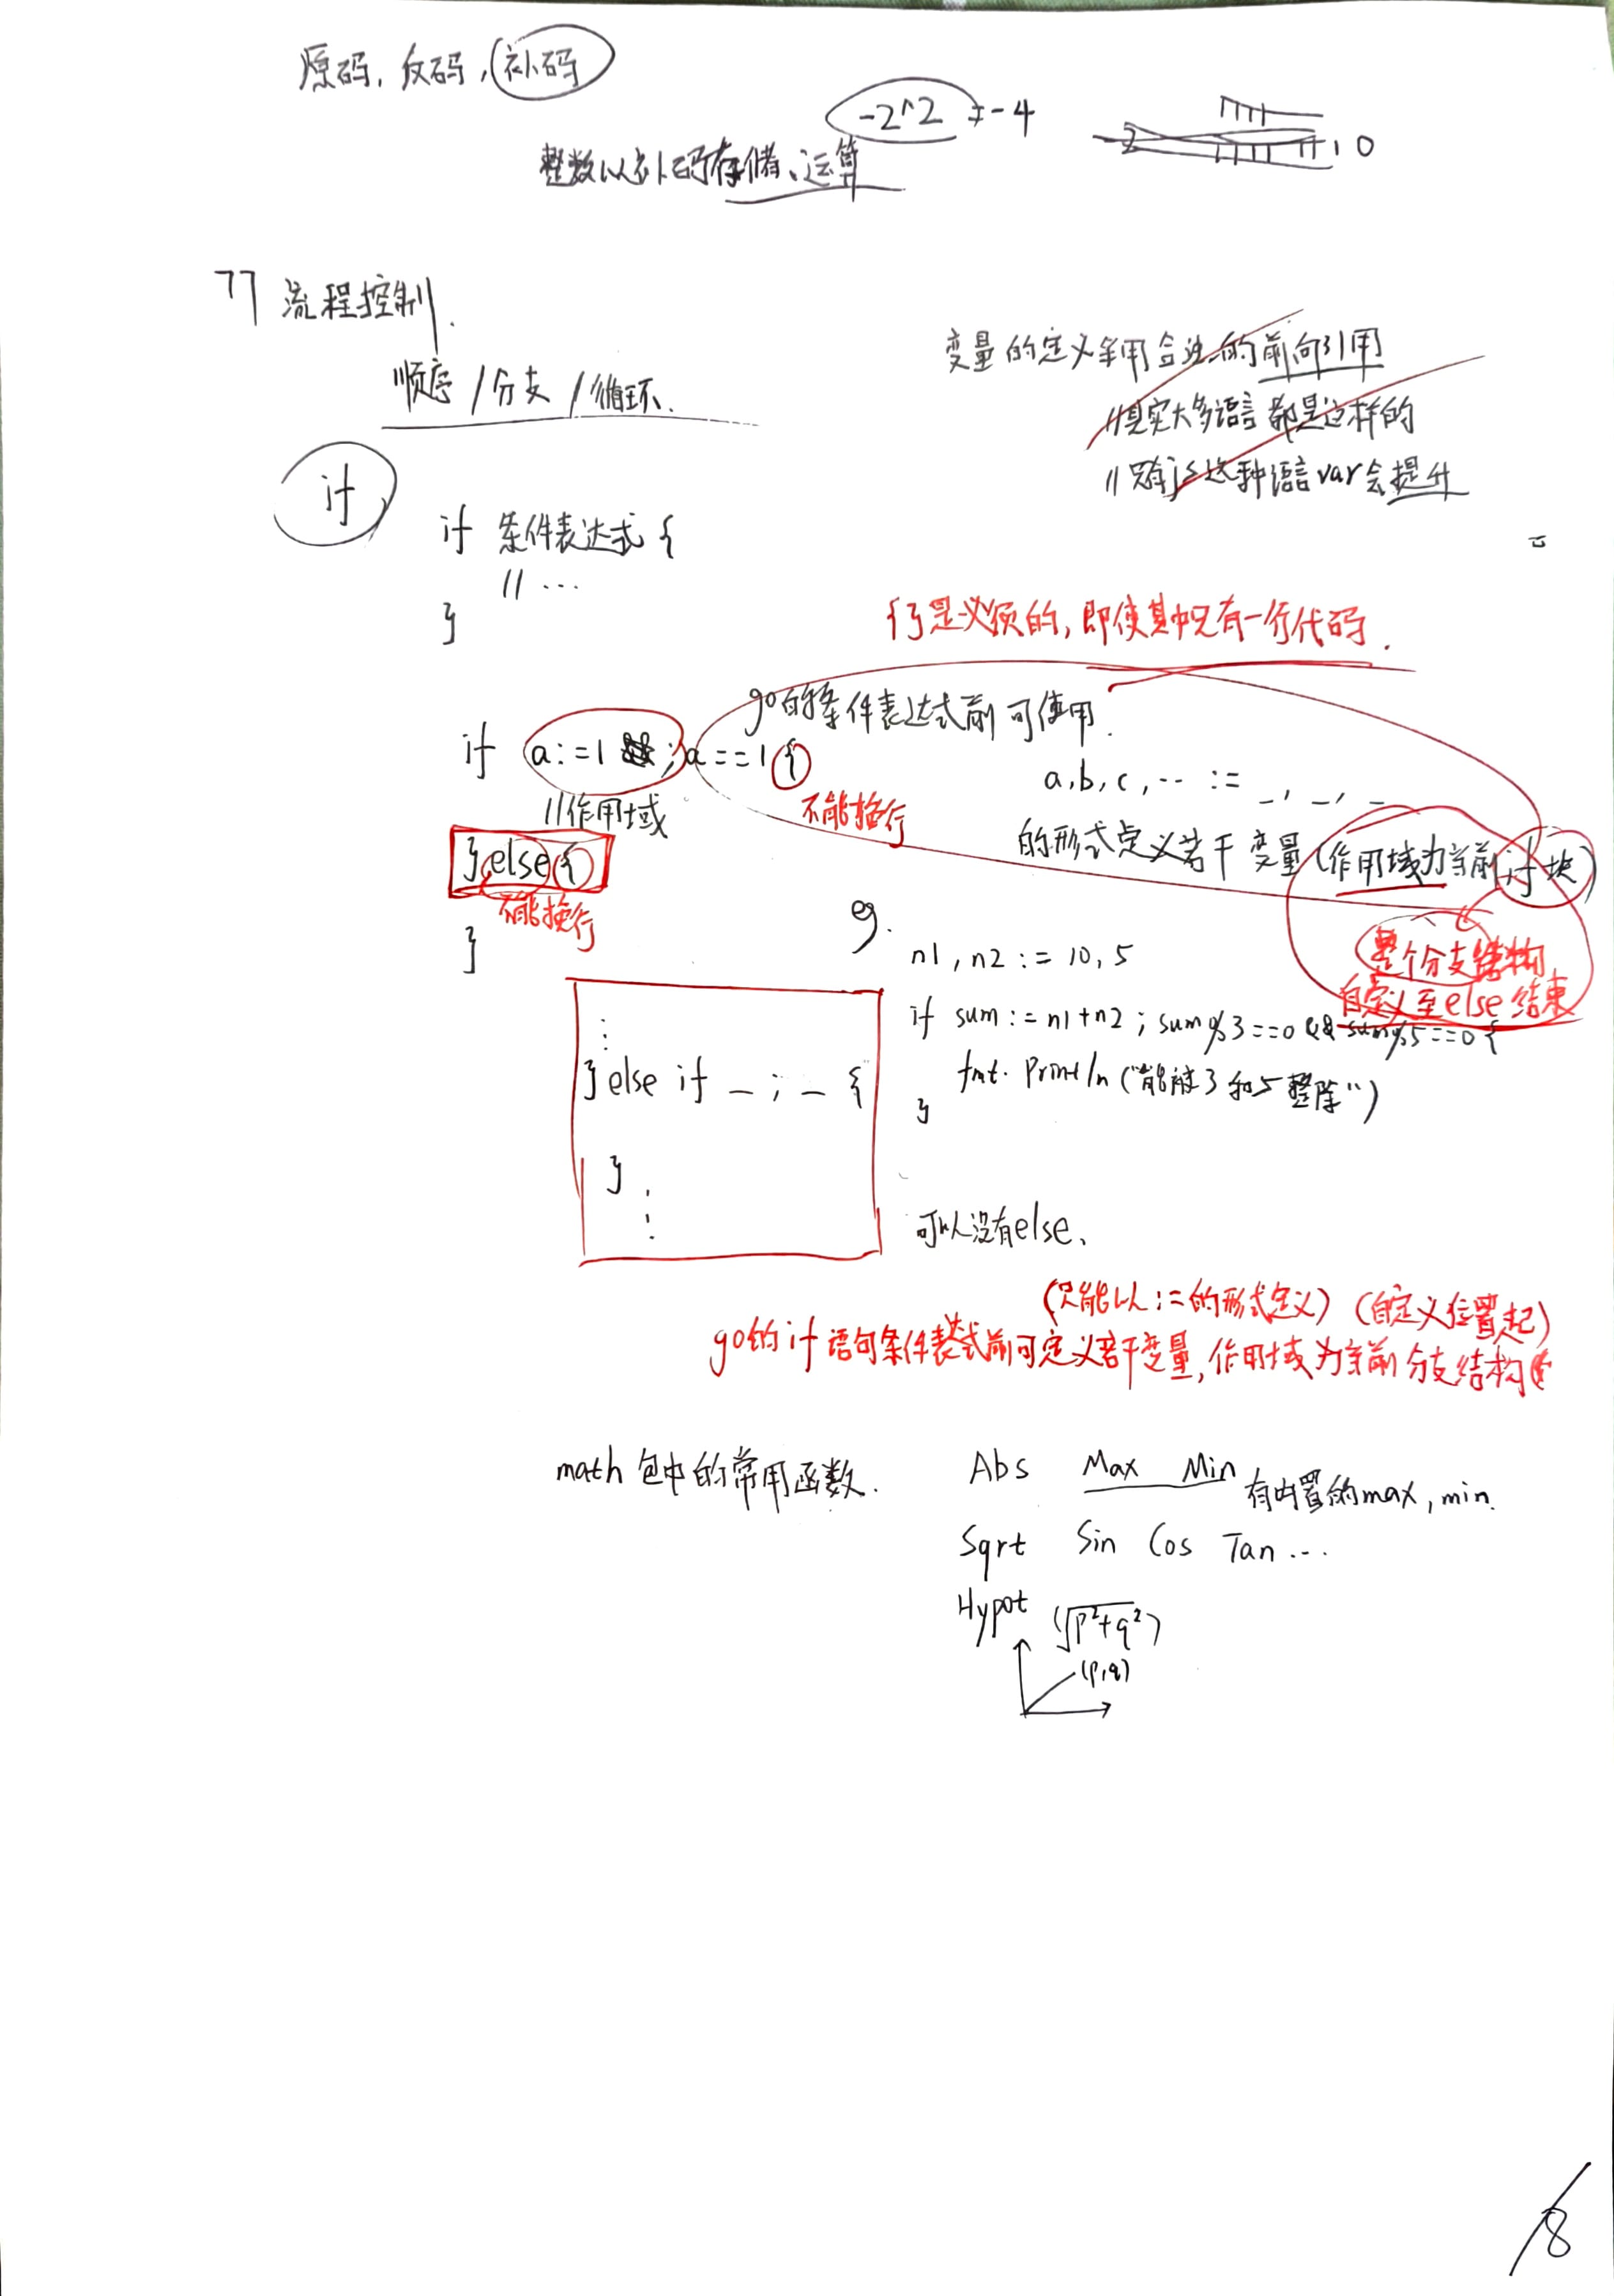 原码, 反码, 补码
-2^2 = -4
整数以补码存储、运算
10
77 流程控制.
顺序 / 分支 / 循环.
变量的定义采用合法的前向引用
//其实大多语言都是这样的
//只有js这种语言var会提升
if
if 条件表达式 {
// ...
}
{}是必须的, 即使其中只有一行代码.
go的条件表达式前可使用
if a:=1 ; a==1 {
不能换行
a,b,c,... := _, _, _
//作用域
的形式定义若干变量 (作用域为当前if块)
} else {
不能换行
}
整个分支结构
自定义至else结束
eg.
n1, n2 := 10, 5
if sum := n1+n2 ; sum%3==0 && sum%5==0 {
fmt.Println("能被3和5整除")
}
⋮
} else if _ ; _ {
}
⋮
可以没有else、
(只能以:=的形式定义) (自定义位置起)
go的if语句条件表达式前可定义若干变量, 作用域为当前分支结构
math包中的常用函数.
Abs Max Min 有内置的max, min.
Sqrt Sin Cos Tan ...
Hypot (√p²+q²)
(p,q)
18